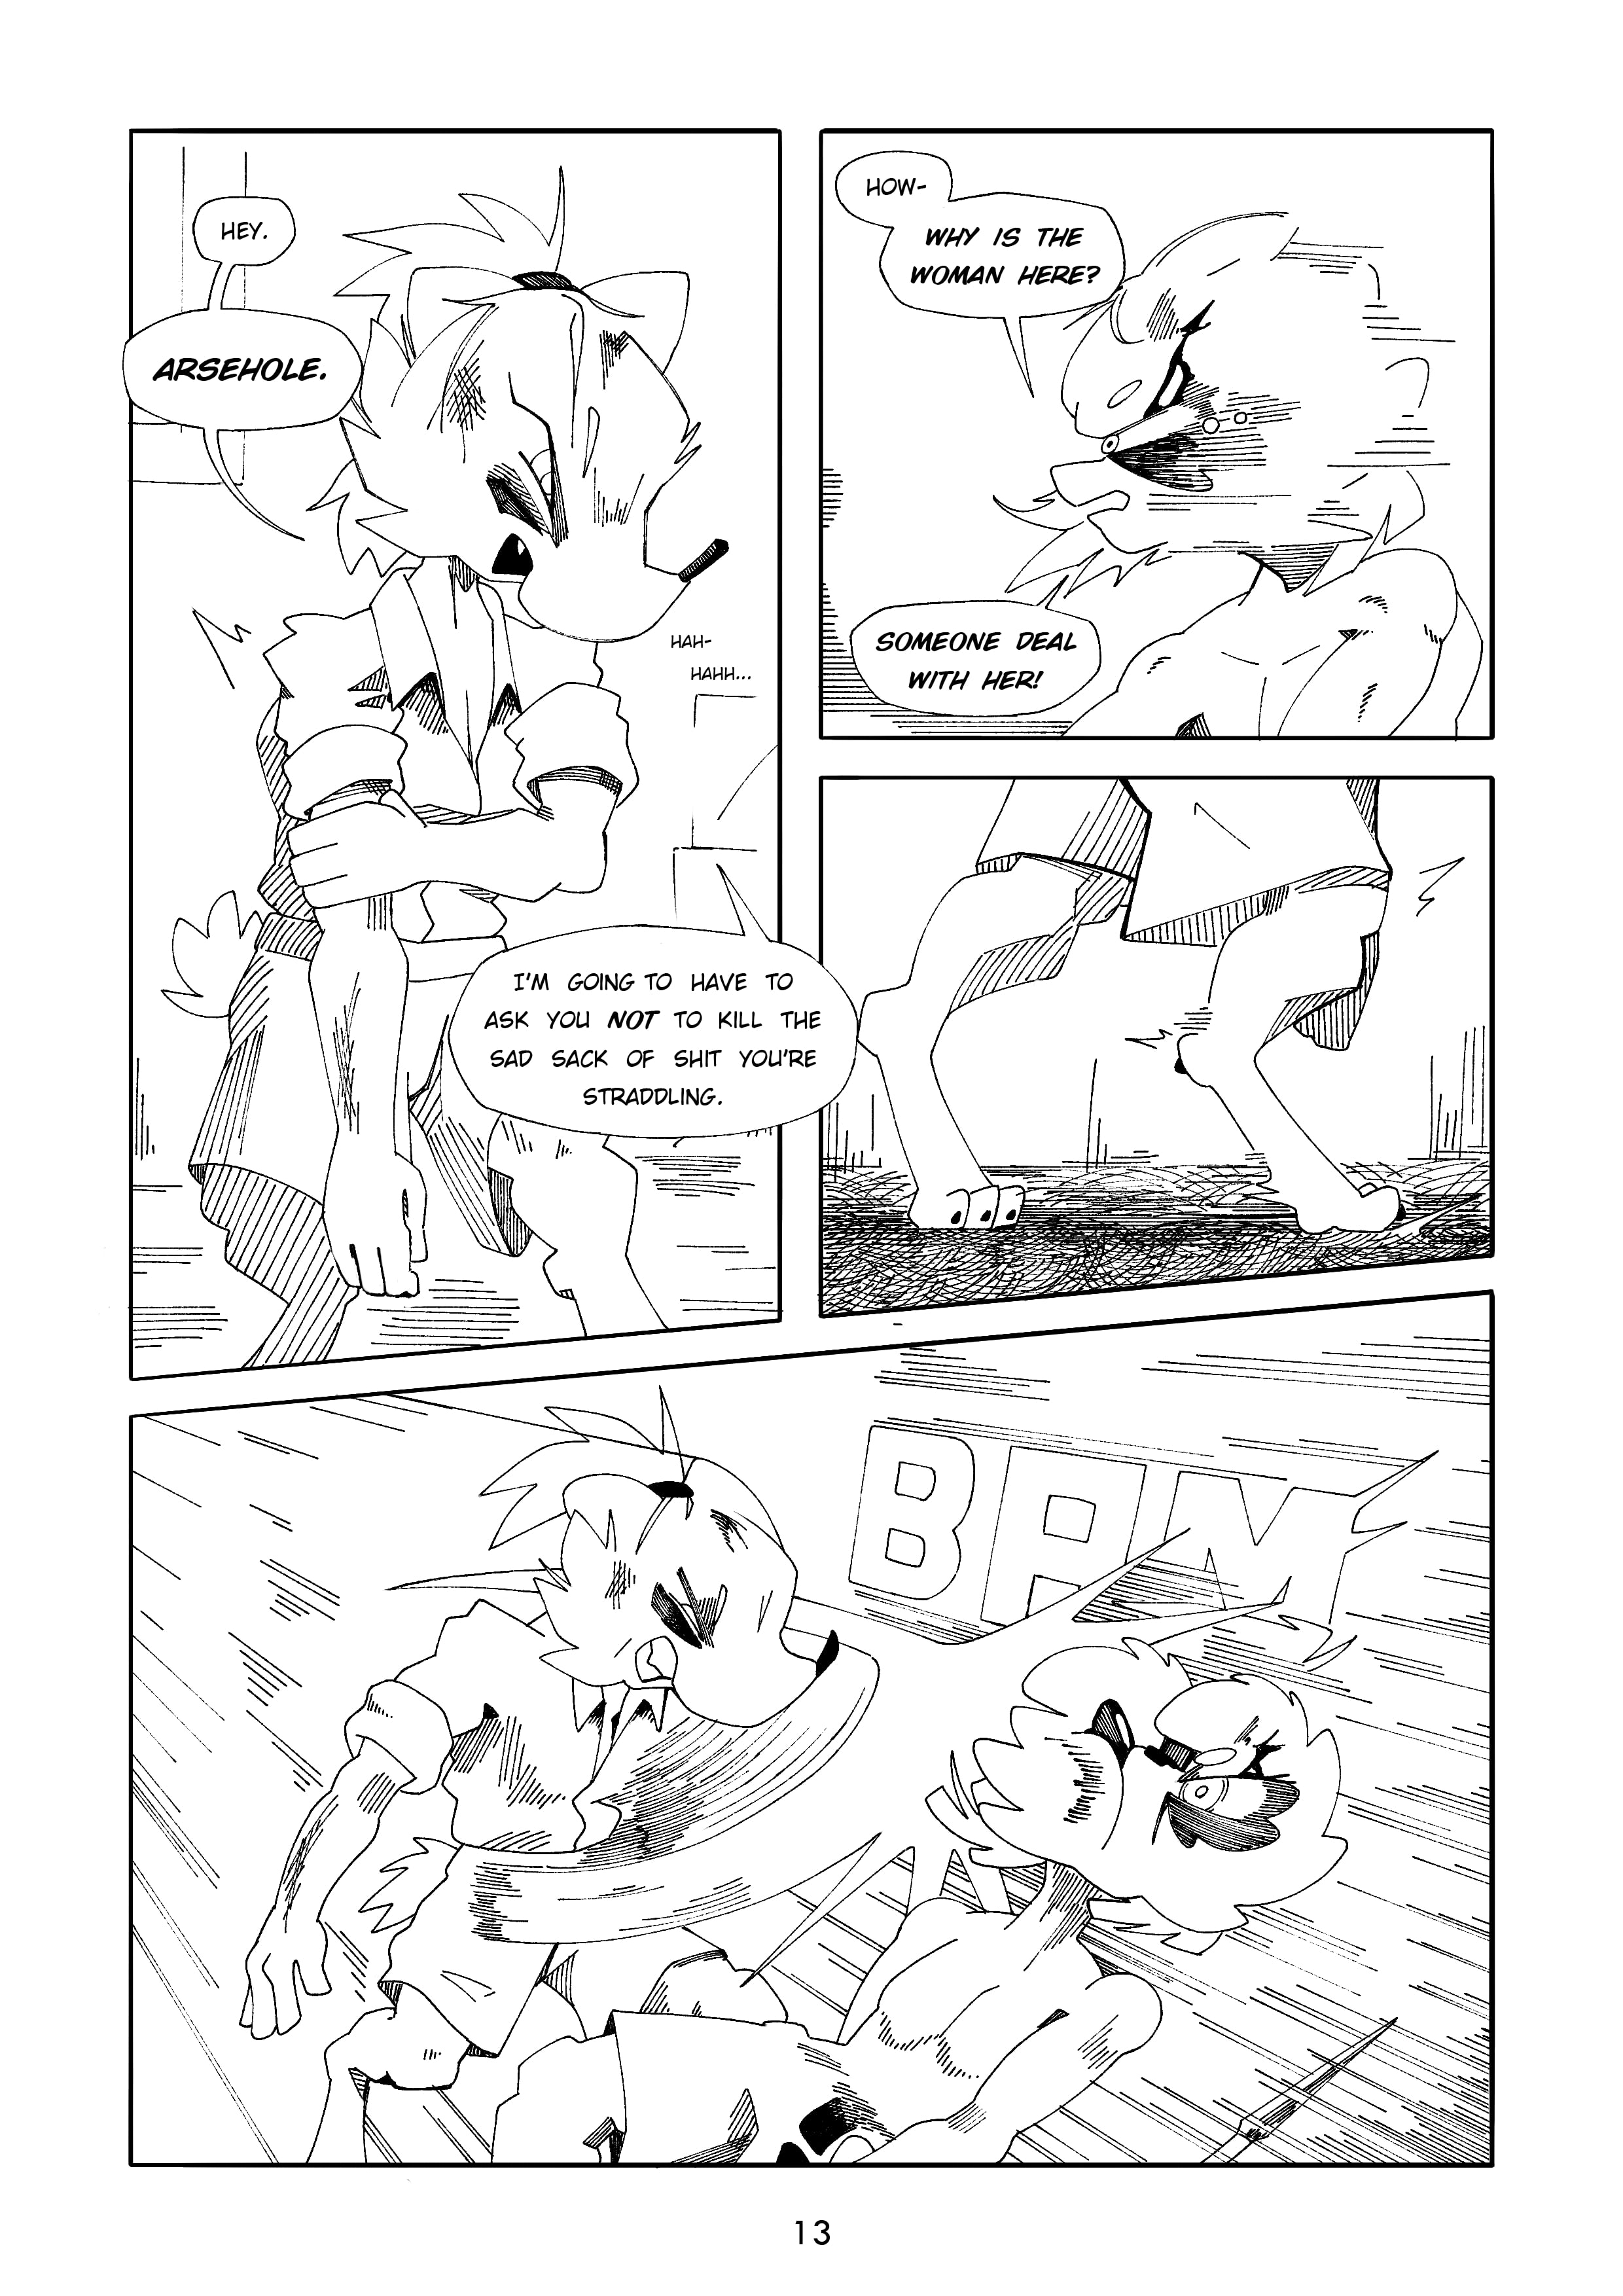 HEY.
ARSEHOLE.
HAH-
HAHH...
I'M GOING TO HAVE TO
ASK YOU NOT TO KILL THE
SAD SACK OF SHIT YOU'RE
STRADDLING.
HOW-
WHY IS THE
WOMAN HERE?
SOMEONE DEAL
WITH HER!
BAM
13